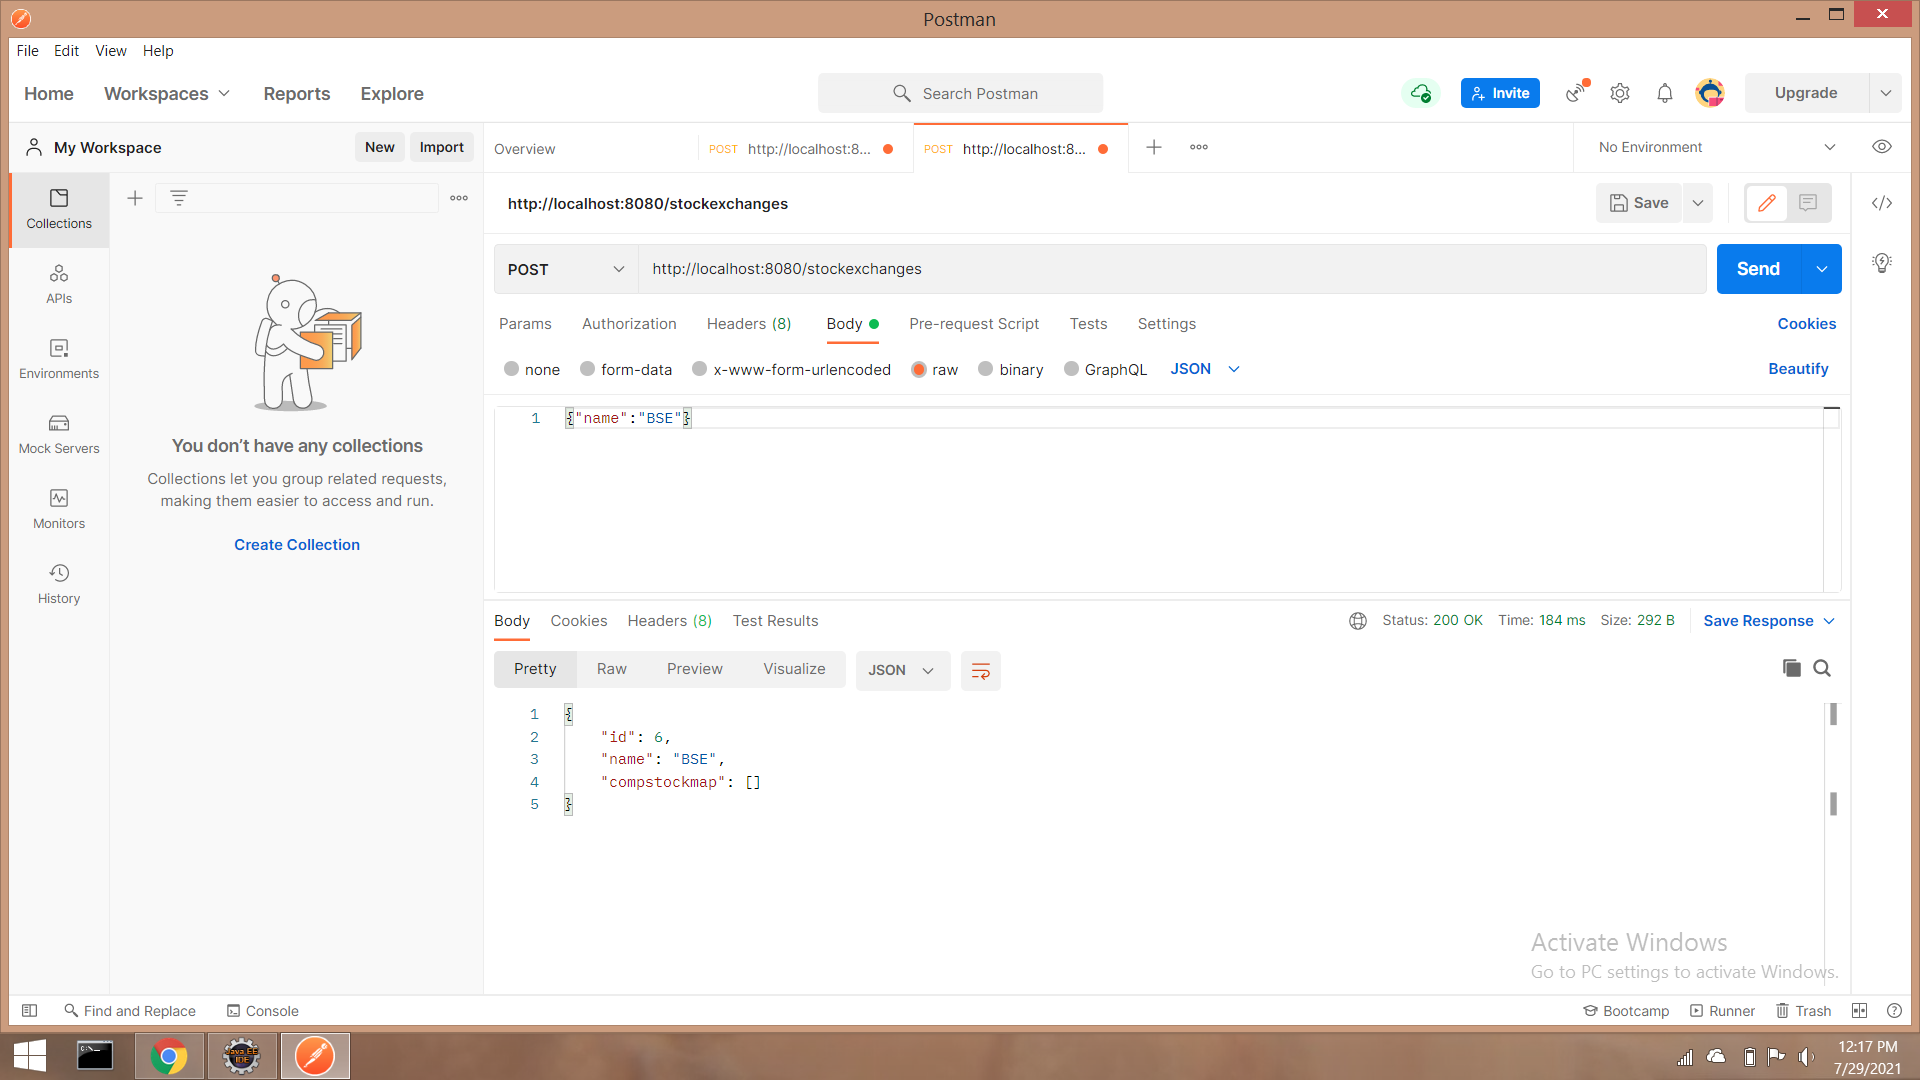 Postman
File Edit View Help
Home Workspaces Reports Explore
Search Postman
Invite
Upgrade
My Workspace
New Import
Overview
POST http://localhost:8...
POST http://localhost:8...
No Environment
Collections
APIs
Environments
Mock Servers
Monitors
History
You don't have any collections
Collections let you group related requests,
making them easier to access and run.
Create Collection
http://localhost:8080/stockexchanges
Save
POST http://localhost:8080/stockexchanges
Send
Params Authorization Headers (8) Body Pre-request Script Tests Settings
Cookies
none form-data x-www-form-urlencoded raw binary GraphQL JSON
Beautify
1 {"name":"BSE"}
Body Cookies Headers (8) Test Results
Status: 200 OK Time: 184 ms Size: 292 B
Save Response
Pretty Raw Preview Visualize JSON
1 {
2 "id": 6,
3 "name": "BSE",
4 "compstockmap": []
5 }
Activate Windows
Go to PC settings to activate Windows.
Find and Replace Console
Bootcamp Runner Trash
Java EE
IDE
12:17 PM
7/29/2021